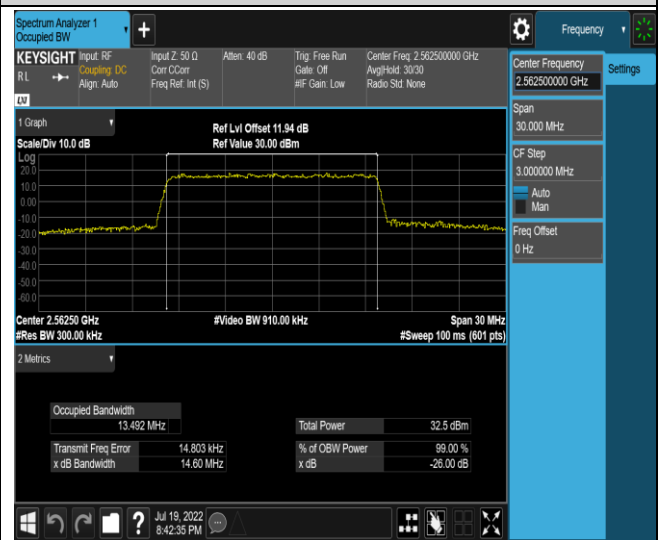 Spectrum Analyzer 1
Occupied BW
+
Frequency
KEYSIGHT
RL
LXI
Input: RF
Coupling: DC
Align: Auto
Input Z: 50 Ω
Corr CCorr
Freq Ref: Int (S)
Atten: 40 dB
Trig: Free Run
Gate: Off
#IF Gain: Low
Center Freq: 2.562500000 GHz
Avg|Hold: 30/30
Radio Std: None
Center Frequency
2.562500000 GHz
Settings
Span
30.000 MHz
CF Step
3.000000 MHz
Auto
Man
Freq Offset
0 Hz
1 Graph
Scale/Div 10.0 dB
Ref Lvl Offset 11.94 dB
Ref Value 30.00 dBm
Log
20.0
10.0
0.00
-10.0
-20.0
-30.0
-40.0
-50.0
-60.0
Center 2.56250 GHz
#Res BW 300.00 kHz
#Video BW 910.00 kHz
Span 30 MHz
#Sweep 100 ms (601 pts)
2 Metrics
Occupied Bandwidth
13.492 MHz
Total Power 32.5 dBm
Transmit Freq Error 14.803 kHz
% of OBW Power 99.00 %
x dB Bandwidth 14.60 MHz
x dB -26.00 dB
?
Jul 19, 2022
8:42:35 PM